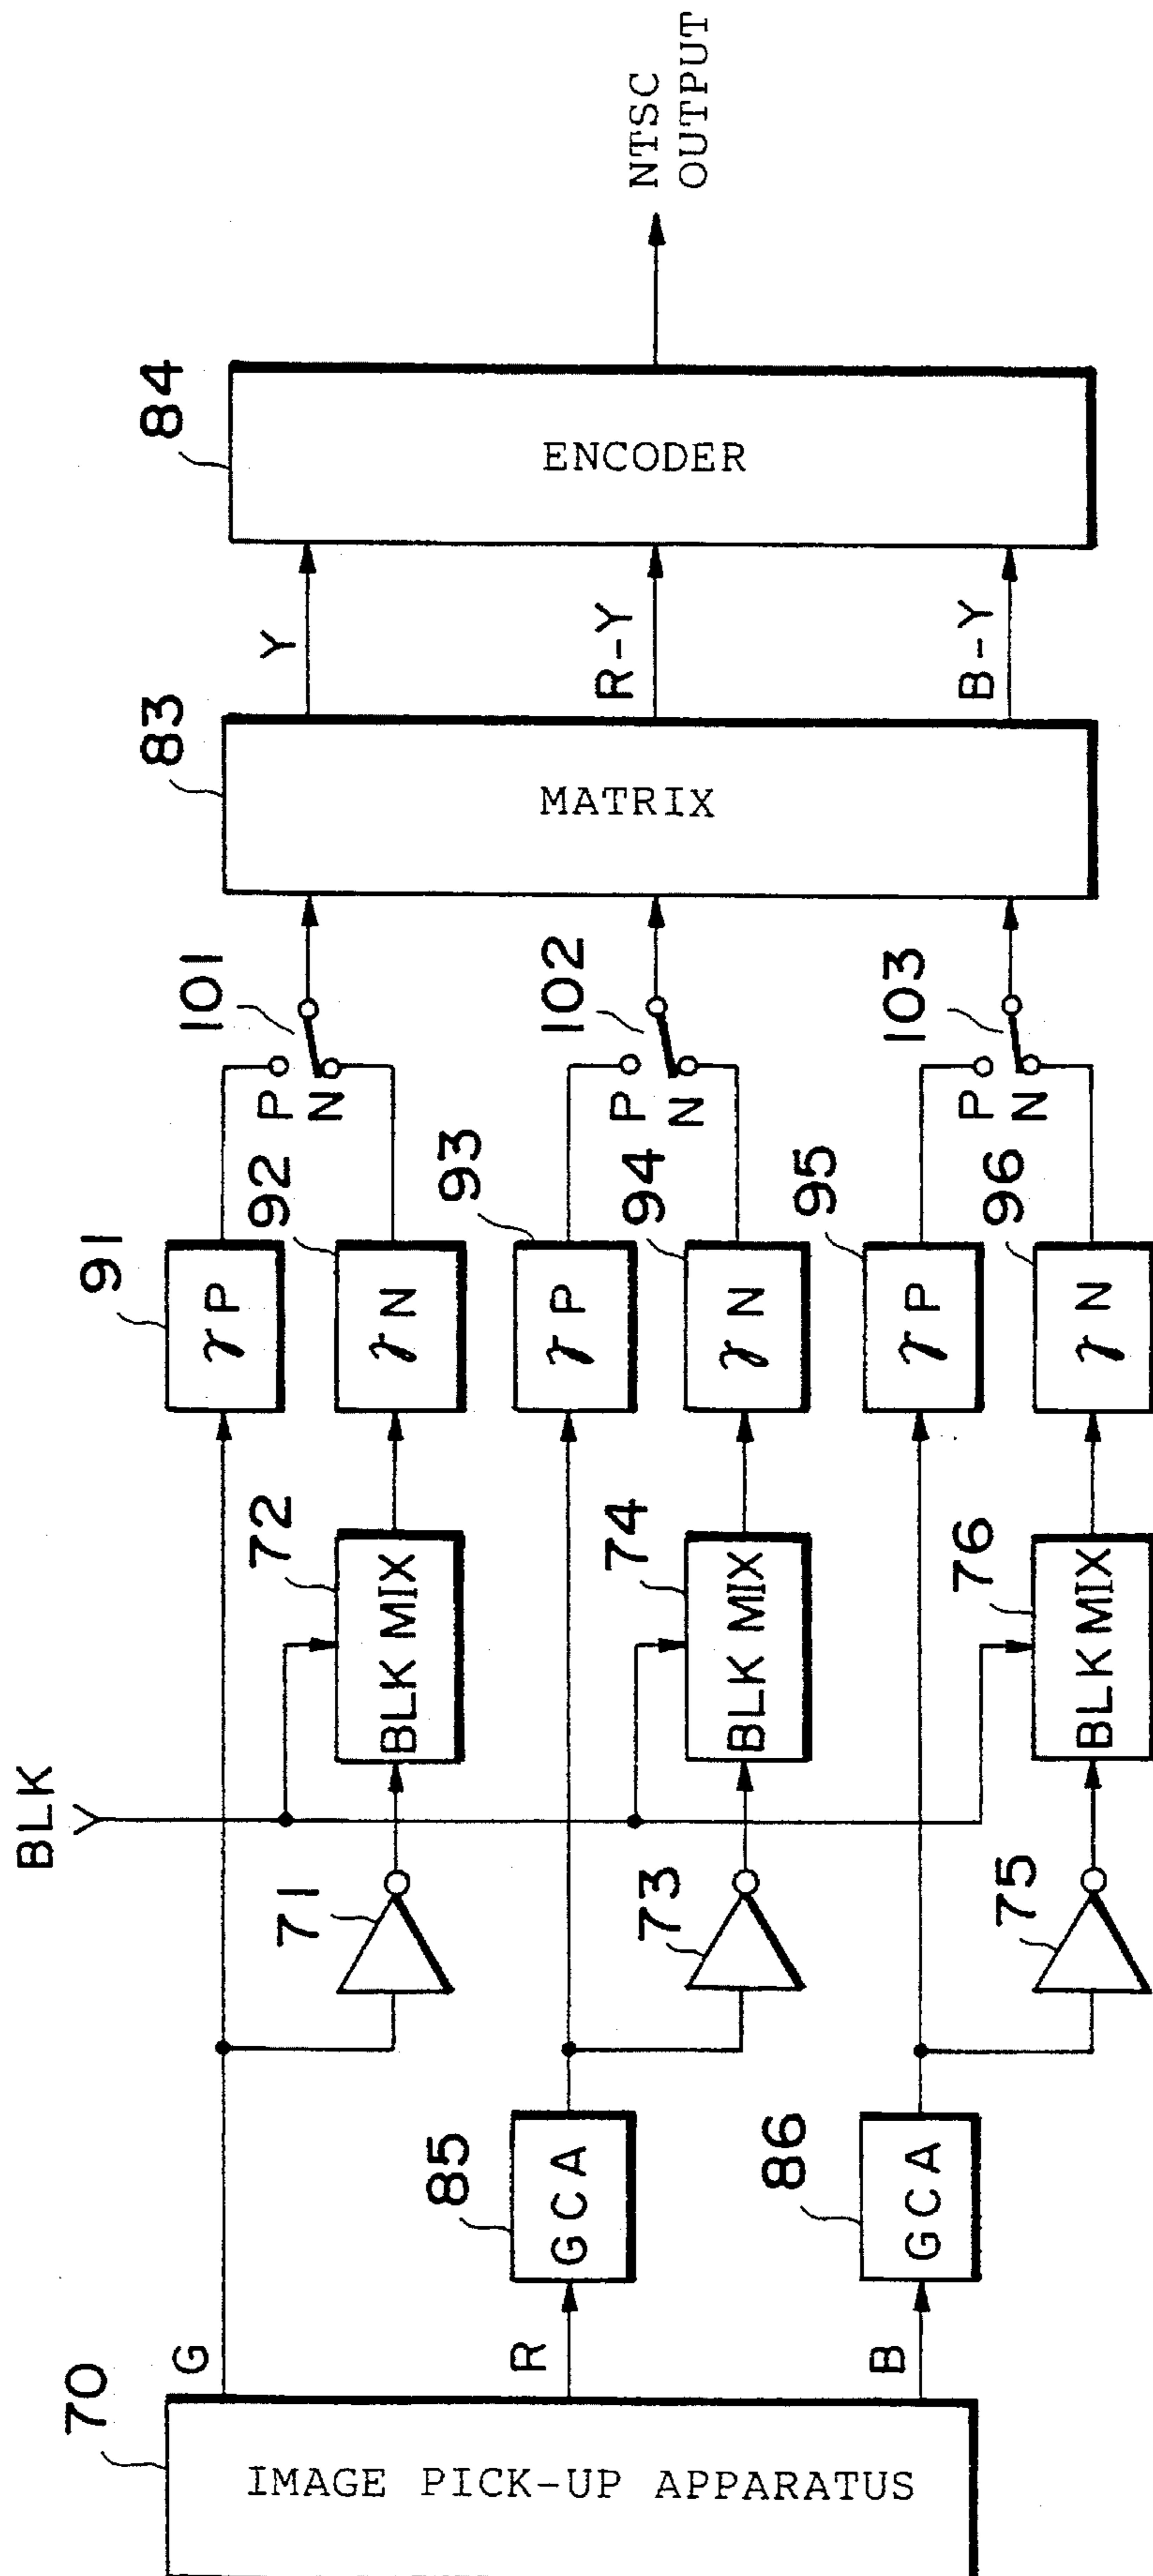 70
IMAGE PICK-UP APPARATUS
G
R
B
85
GCA
86
GCA
BLK
71
73
75
72
BLK MIX
74
BLK MIX
76
BLK MIX
91
γP
92
γN
93
γP
94
γN
95
γP
96
γN
101
P
N
102
P
N
103
P
N
83
MATRIX
Y
R-Y
B-Y
84
ENCODER
NTSC
OUTPUT